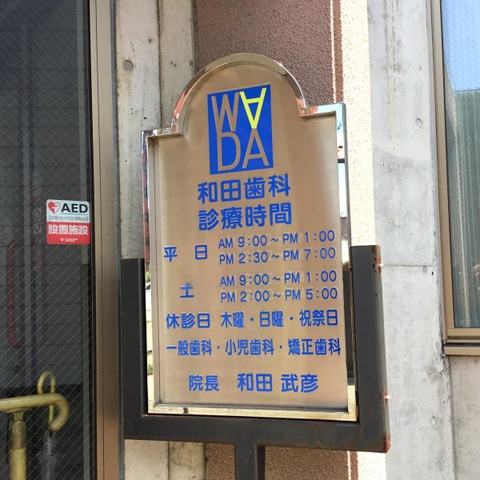 WADA
和田歯科
診療時間
平日 AM 9:00～PM 1:00
PM 2:30～PM 7:00
土 AM 9:00～PM 1:00
PM 2:00～PM 5:00
休診日 木曜・日曜・祝祭日
一般歯科・小児歯科・矯正歯科
院長 和田 武彦
AED
設置施設